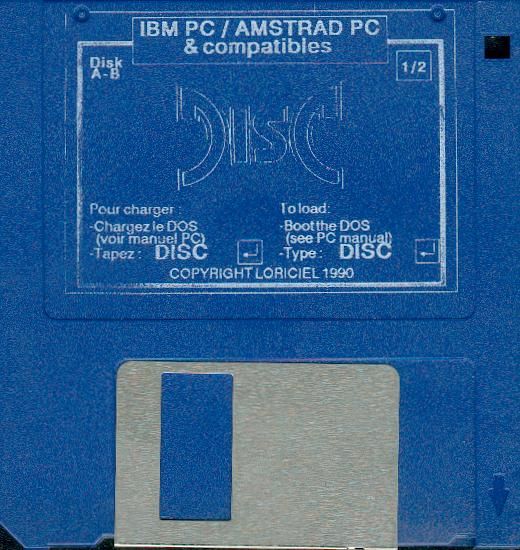 IBM PC / AMSTRAD PC
& compatibles
Disk
A-B
1/2
DISC
Pour charger :
-Chargez le DOS
(voir manuel PC)
-Tapez : DISC
To load:
-Boot the DOS
(see PC manual)
-Type : DISC
COPYRIGHT LORICIEL 1990